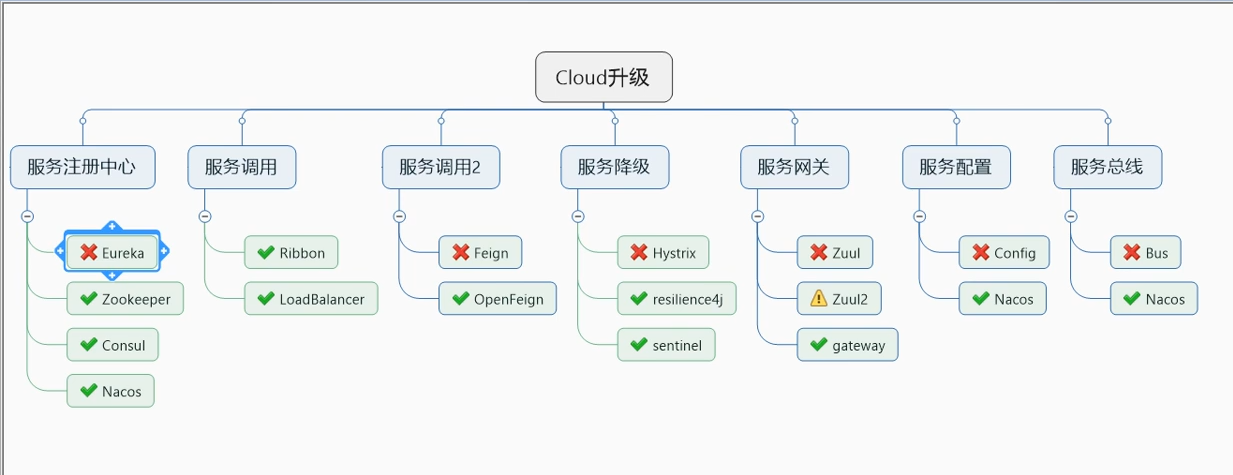 Cloud升级
服务注册中心
服务调用
服务调用2
服务降级
服务网关
服务配置
服务总线
Eureka
Zookeeper
Consul
Nacos
Ribbon
LoadBalancer
Feign
OpenFeign
Hystrix
resilience4j
sentinel
Zuul
Zuul2
gateway
Config
Nacos
Bus
Nacos